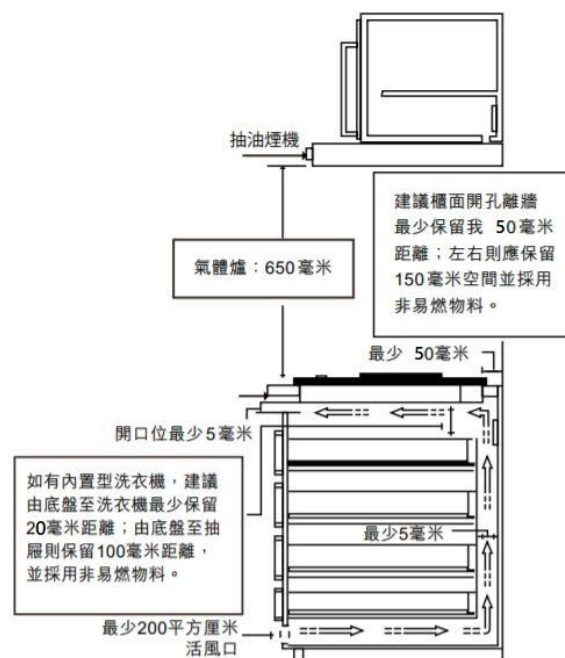 抽油煙機
建議櫃面開孔離牆
最少保留我 50毫米
距離；左右則應保留
150毫米空間並採用
非易燃物料。
氣體爐：650毫米
最少 50毫米
開口位最少5毫米
如有內置型洗衣機，建議
由底盤至洗衣機最少保留
20毫米距離；由底盤至抽
屜則保留100毫米距離，
並採用非易燃物料。
最少5毫米
最少200平方厘米
活風口